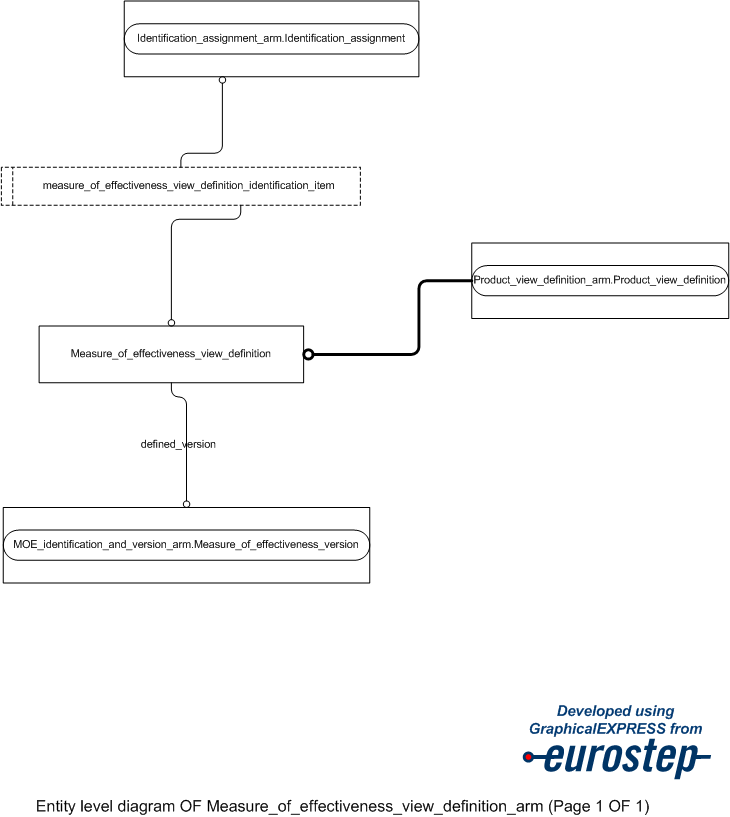 Identification_assignment_arm.Identification_assignment
measure_of_effectiveness_view_definition_identification_item
Product_view_definition_arm.Product_view_definition
Measure_of_effectiveness_view_definition
defined_version
MOE_identification_and_version_arm.Measure_of_effectiveness_version
Developed using
GraphicalEXPRESS from
eurostep
Entity level diagram OF Measure_of_effectiveness_view_definition_arm (Page 1 OF 1)